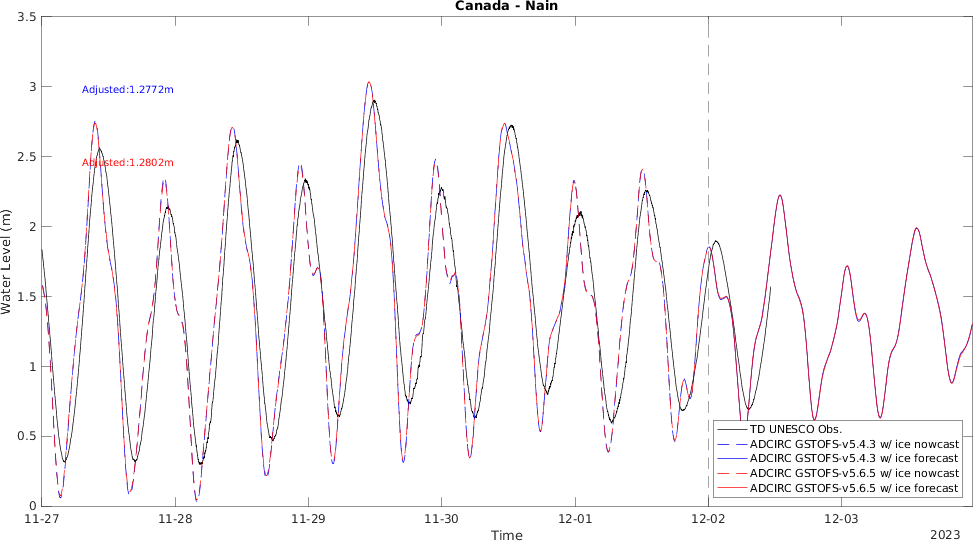 Canada - Nain
3.5
3
2.5
2
1.5
1
0.5
0
Water Level (m)
Adjusted:1.2772m
Adjusted:1.2802m
TD UNESCO Obs.
ADCIRC GSTOFS-v5.4.3 w/ ice nowcast
ADCIRC GSTOFS-v5.4.3 w/ ice forecast
ADCIRC GSTOFS-v5.6.5 w/ ice nowcast
ADCIRC GSTOFS-v5.6.5 w/ ice forecast
11-27 11-28 11-29 11-30 12-01 12-02 12-03
Time
2023